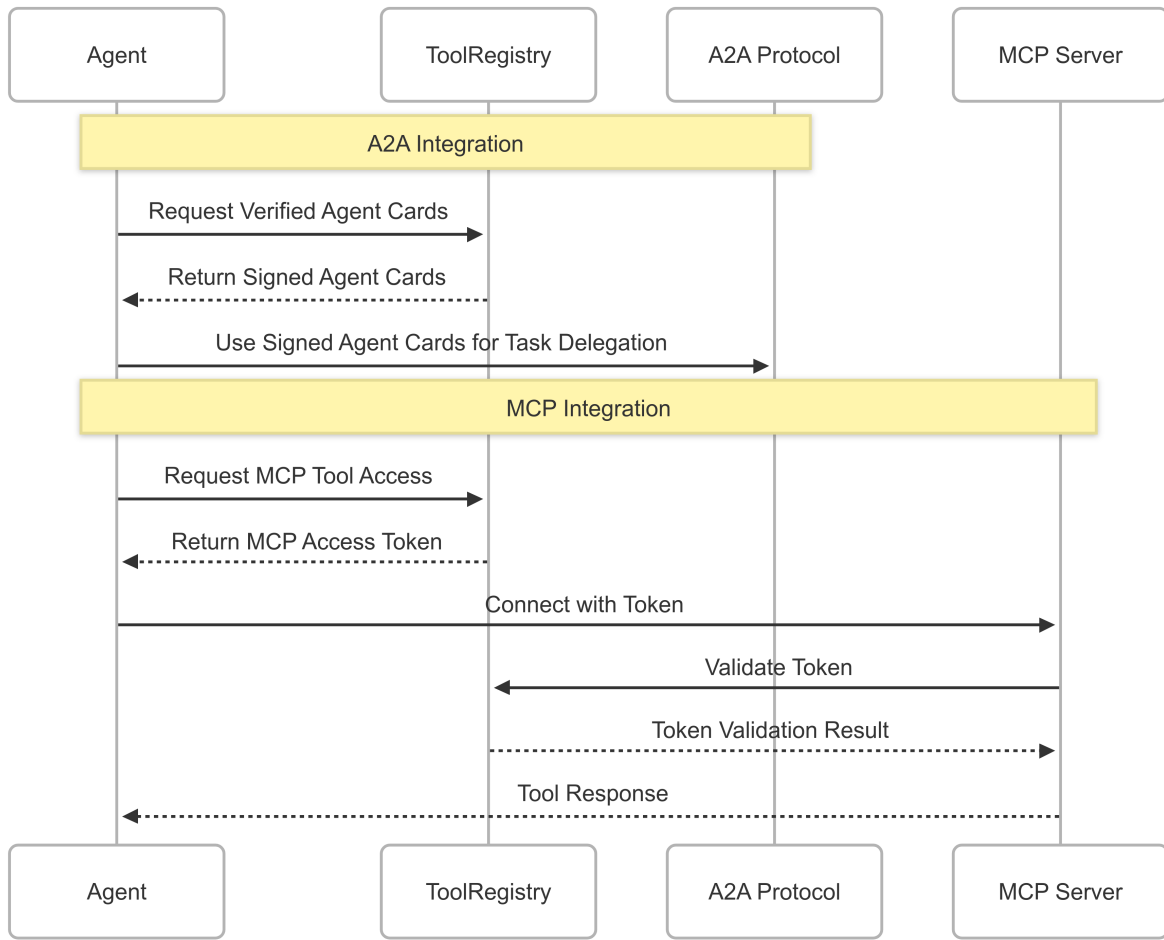 Agent
ToolRegistry
A2A Protocol
MCP Server
A2A Integration
Request Verified Agent Cards
Return Signed Agent Cards
Use Signed Agent Cards for Task Delegation
MCP Integration
Request MCP Tool Access
Return MCP Access Token
Connect with Token
Validate Token
Token Validation Result
Tool Response
Agent
ToolRegistry
A2A Protocol
MCP Server